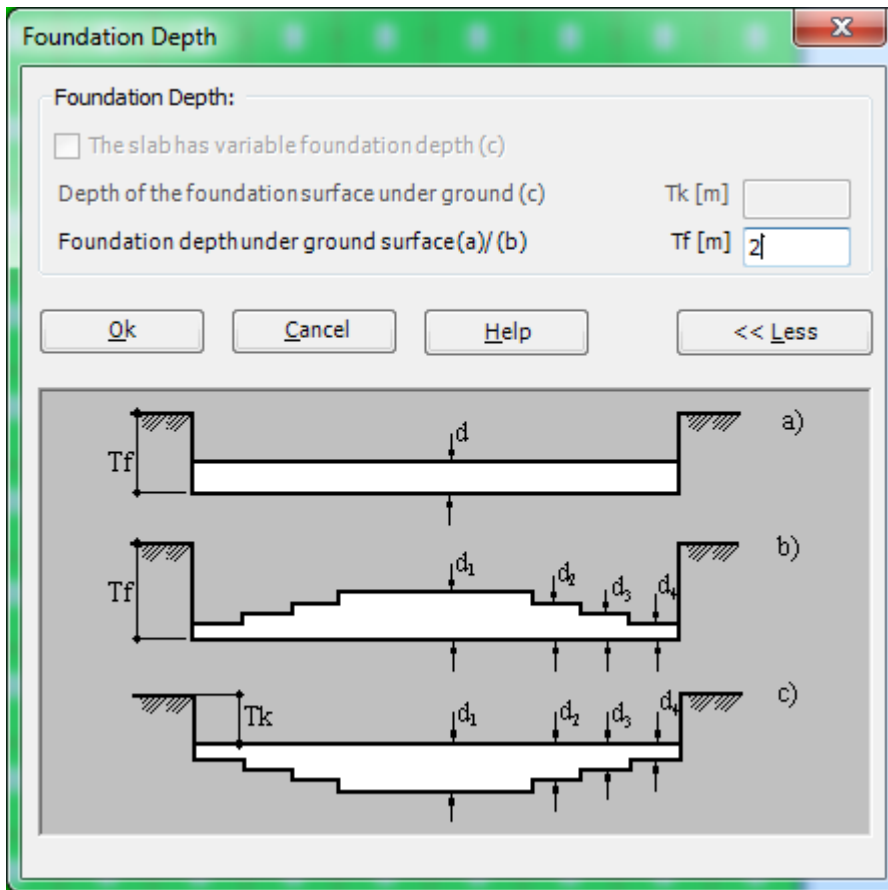 Foundation Depth
Foundation Depth:
The slab has variable foundation depth (c)
Depth of the foundation surface under ground (c) Tk [m]
Foundation depth under ground surface (a)/ (b) Tf [m] 2
Ok Cancel Help << Less
d a)
Tf
b)
d₁ d₂ d₃ d₄
Tf
c)
Tk d₁ d₂ d₃ d₄